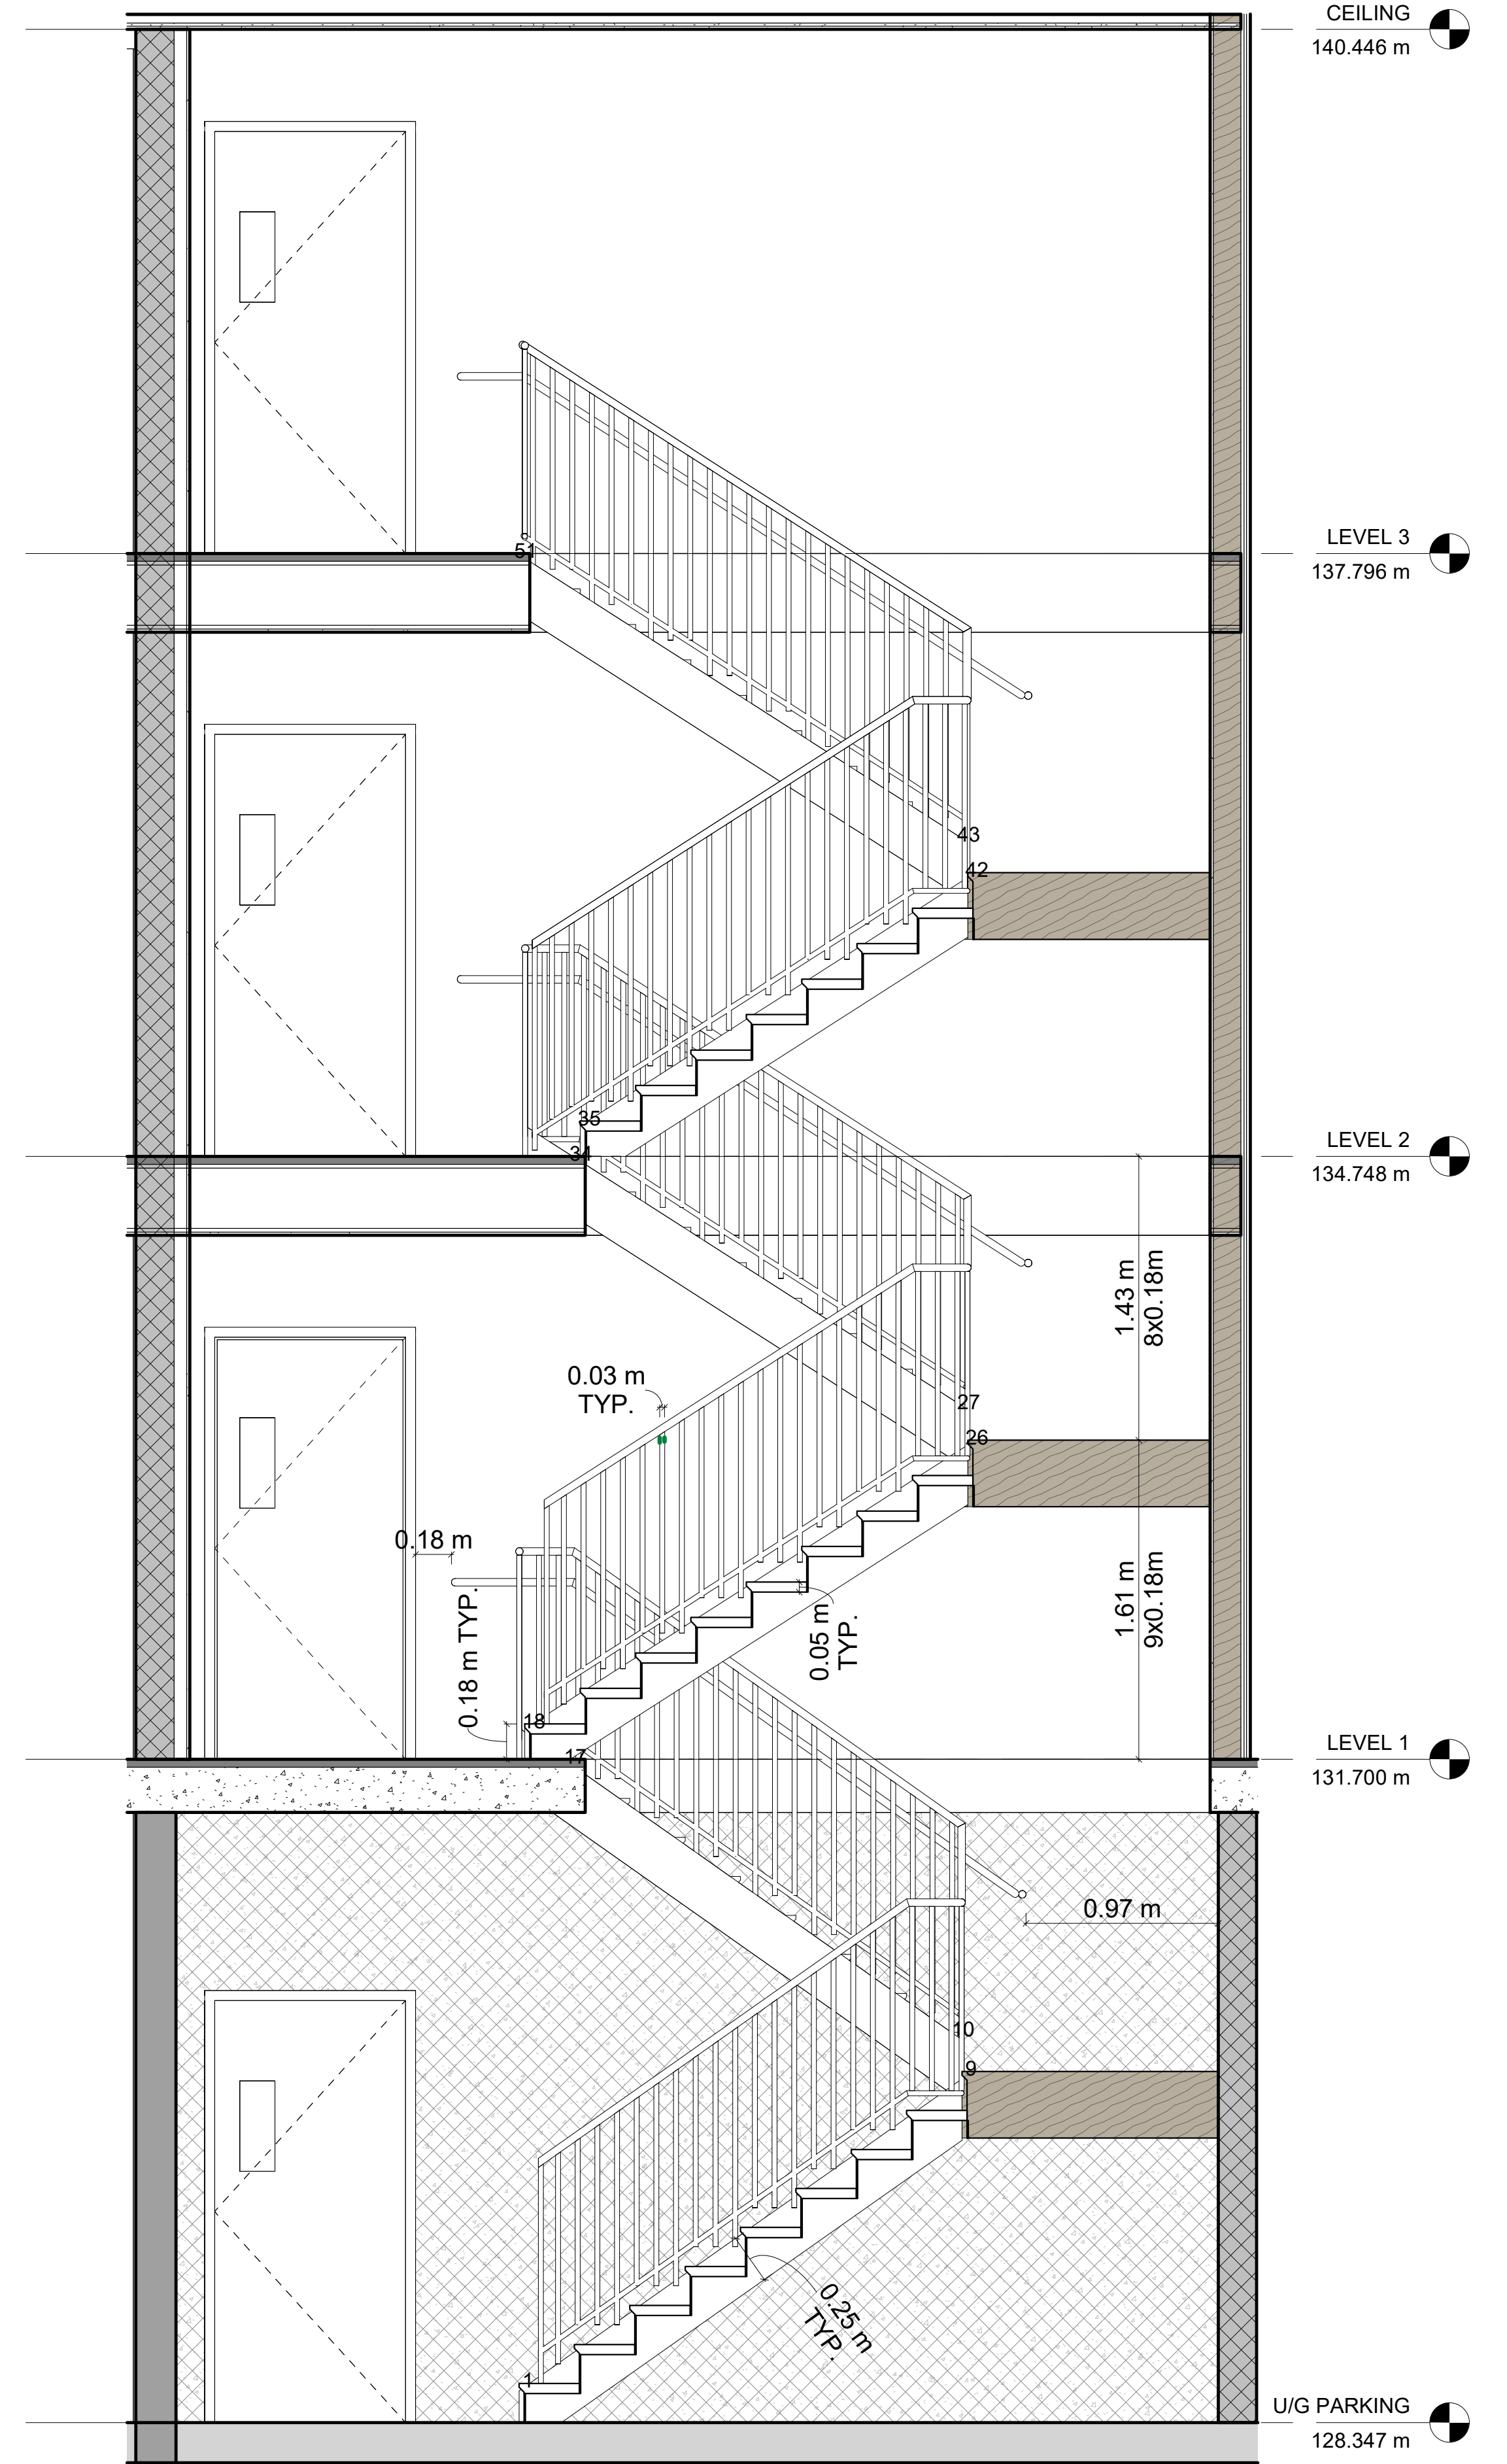 CEILING
140.446 m
LEVEL 3
51
137.796 m
43
42
35
LEVEL 2
34
134.748 m
1.43 m
8x0.18m
0.03 m
TYP.
27
26
0.18 m
1.61 m
9x0.18m
0.18 m TYP.
0.05 m
TYP.
18
LEVEL 1
17
131.700 m
0.97 m
10
9
0.25 m
TYP.
1
U/G PARKING
128.347 m